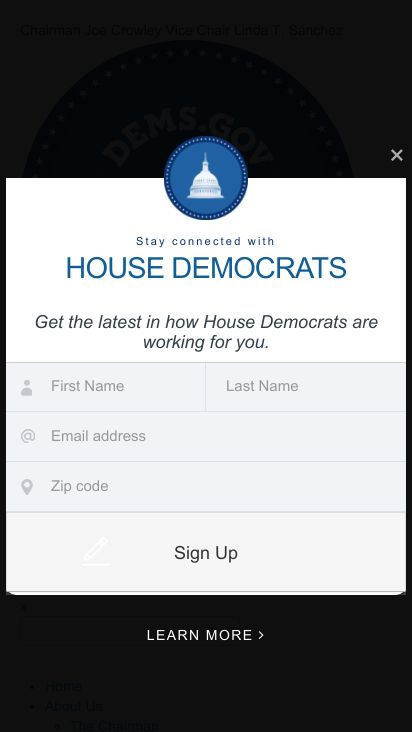 Chairman Joe Crowley Vice Chair Linda T. Sánchez
DEMS.GOV
×
Stay connected with
HOUSE DEMOCRATS
Get the latest in how House Democrats are
working for you.
First Name
Last Name
@ Email address
Zip code
Sign Up
x
LEARN MORE >
Home
About Us
The Chairman